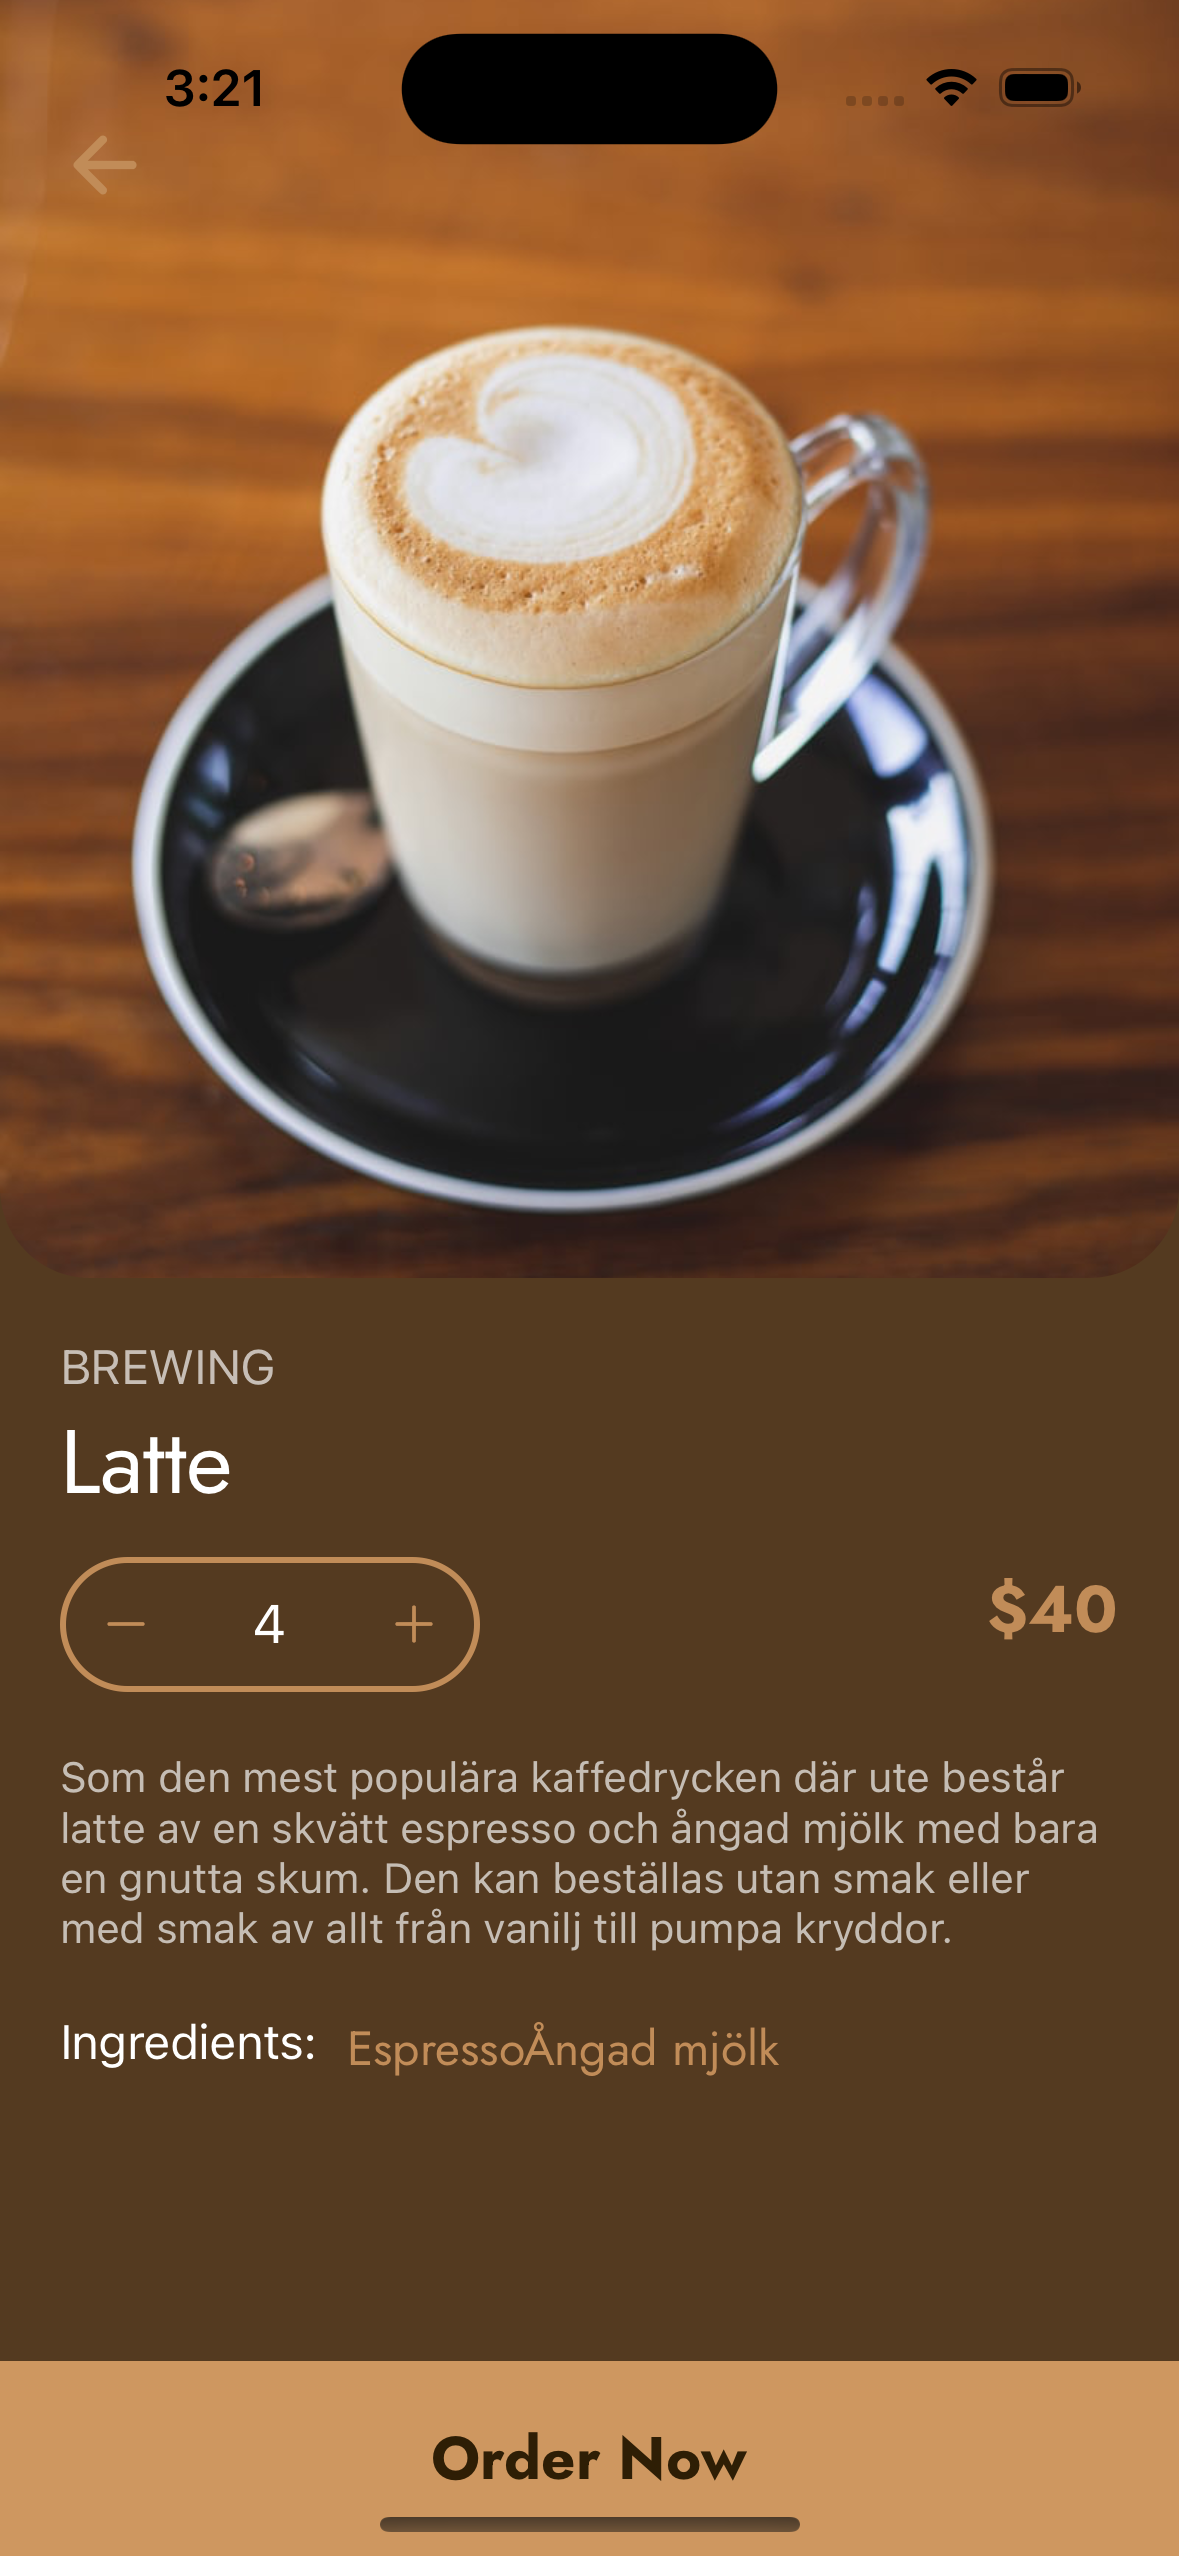 3:21
BREWING
Latte
4
$40
Som den mest populära kaffedrycken där ute består
latte av en skvätt espresso och ångad mjölk med bara
en gnutta skum. Den kan beställas utan smak eller
med smak av allt från vanilj till pumpa kryddor.
Ingredients: EspressoÅngad mjölk
Order Now